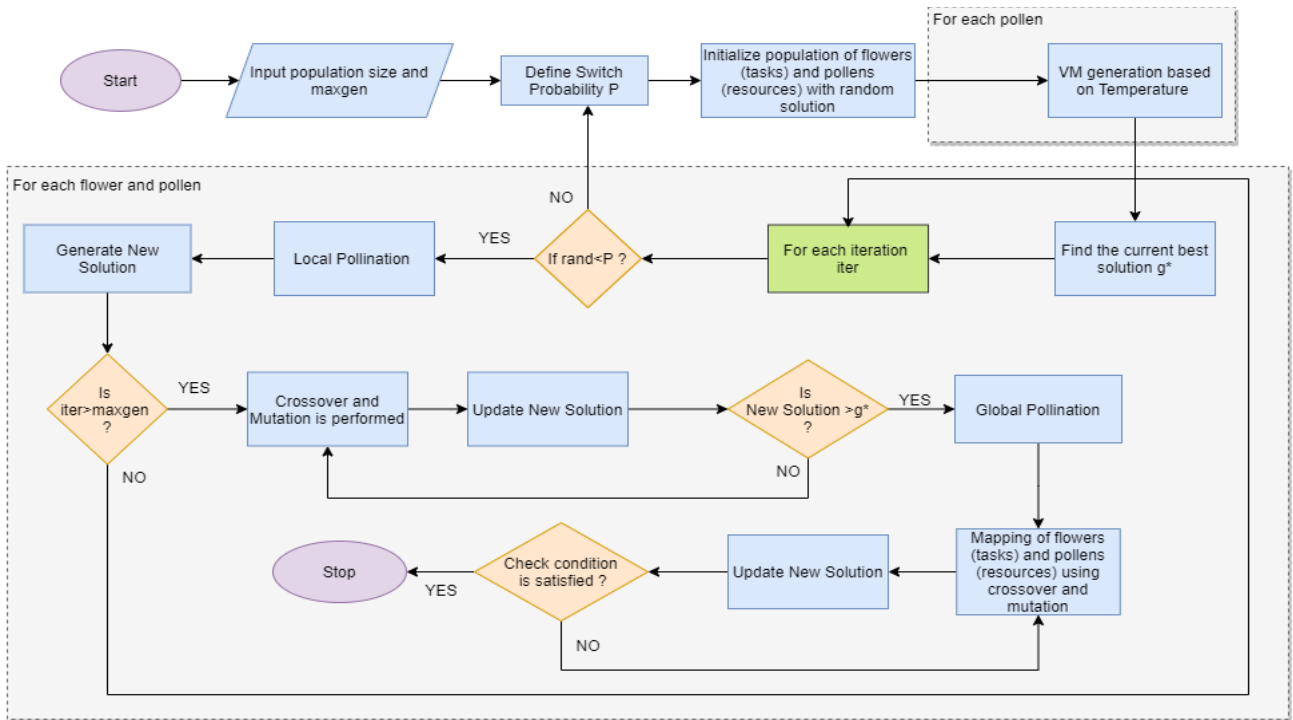 For each pollen
Start
Input population size and
maxgen
Define Switch
Probability P
Initialize population of flowers
(tasks) and pollens
(resources) with random
solution
VM generation based
on Temperature
For each flower and pollen
NO
Generate New
Solution
Local Pollination
YES
If rand<P ?
For each iteration
iter
Find the current best
solution g*
Is
iter>maxgen
?
YES
Crossover and
Mutation is performed
Update New Solution
Is
New Solution >g*
?
YES
Global Pollination
NO
NO
Stop
YES
Check condition
is satisfied ?
Update New Solution
Mapping of flowers
(tasks) and pollens
(resources) using
crossover and
mutation
NO